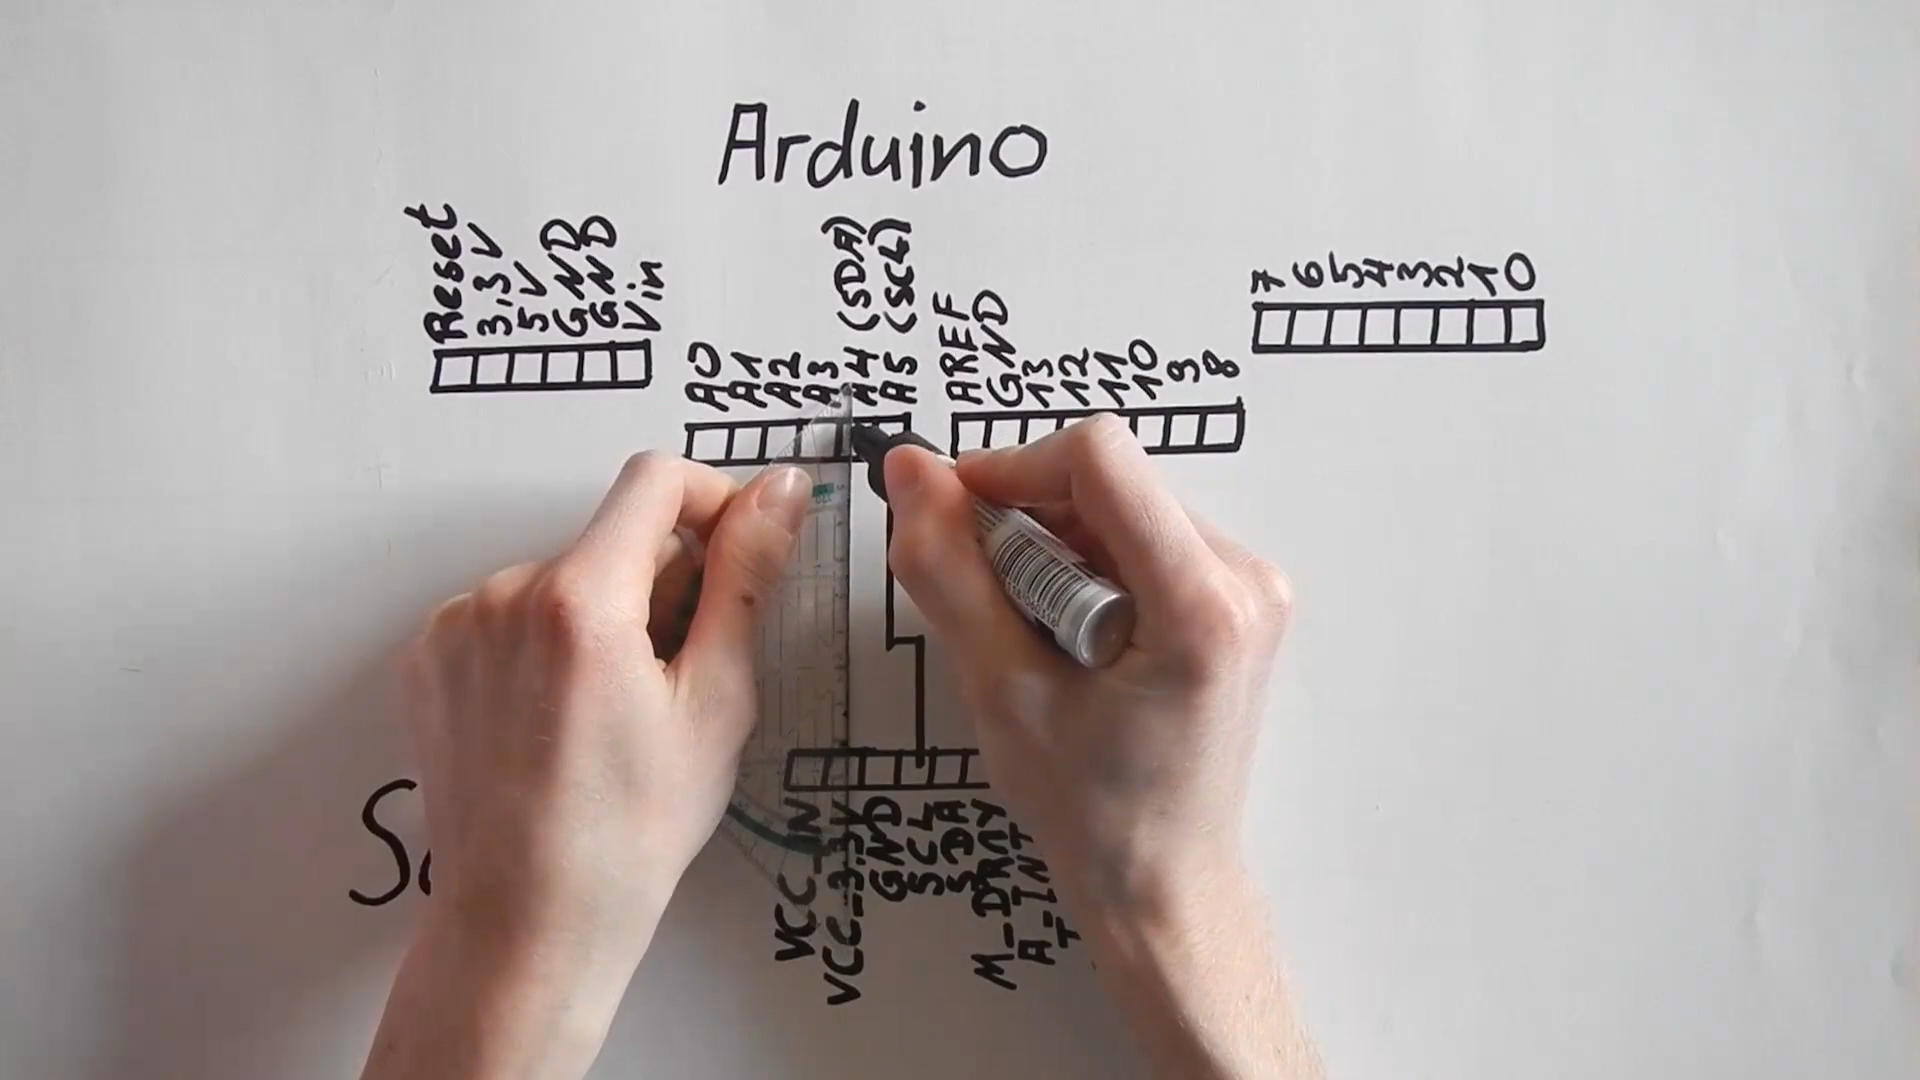 Arduino
Reset
3,3V
5V
GND
GND
Vin
A0
A1
A2
A3
A4 (SDA)
A5 (SCL)
AREF
GND
13
12
11
10
9
8
7
6
5
4
3
2
1
0
VCC_IN
VCC_3.3V
GND
SCL
SDA
M_DRDY
A_INT